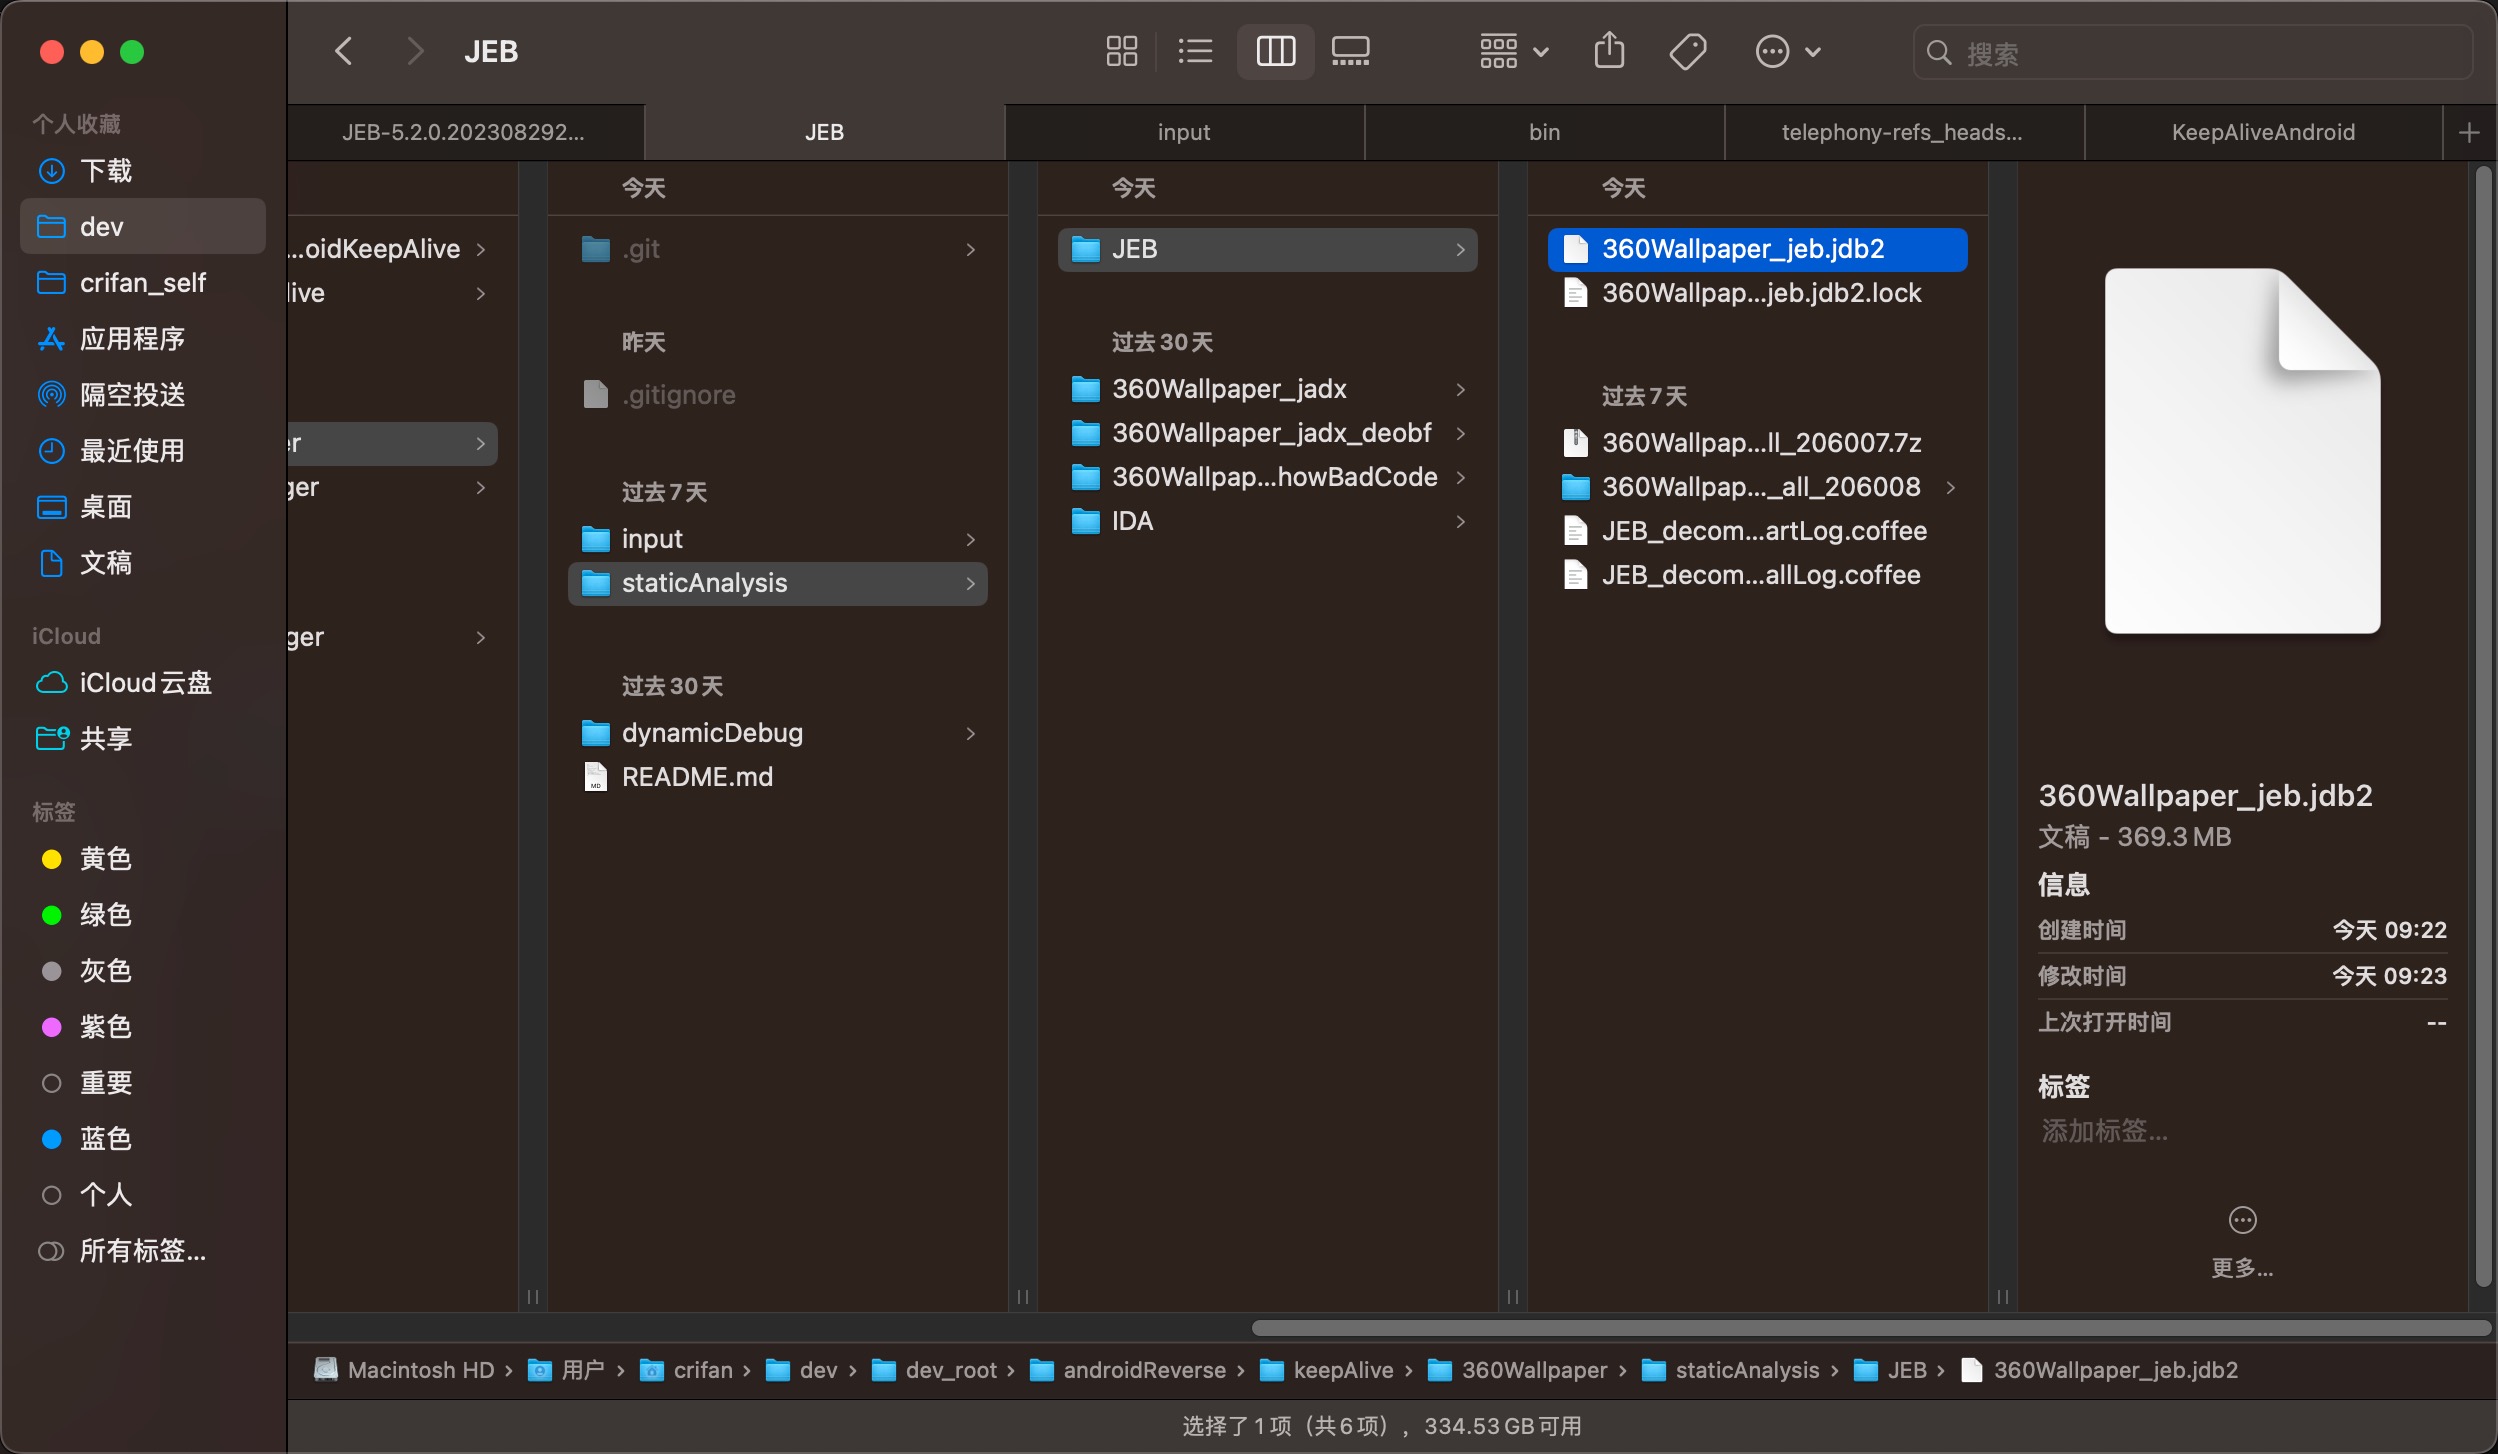 JEB
搜索
JEB-5.2.0.202308292...
JEB
input
bin
telephony-refs_heads...
KeepAliveAndroid
个人收藏
下载
dev
crifan_self
应用程序
隔空投送
最近使用
桌面
文稿
iCloud
iCloud云盘
共享
标签
黄色
绿色
灰色
紫色
重要
蓝色
个人
所有标签...
...oidKeepAlive
live
er
ger
ger
今天
.git
昨天
.gitignore
过去7天
input
staticAnalysis
过去30天
dynamicDebug
README.md
今天
JEB
过去30天
360Wallpaper_jadx
360Wallpaper_jadx_deobf
360Wallpap...howBadCode
IDA
今天
360Wallpaper_jeb.jdb2
360Wallpap...jeb.jdb2.lock
过去7天
360Wallpap...ll_206007.7z
360Wallpap..._all_206008
JEB_decom...artLog.coffee
JEB_decom...allLog.coffee
360Wallpaper_jeb.jdb2
文稿 - 369.3 MB
信息
创建时间 今天 09:22
修改时间 今天 09:23
上次打开时间 --
标签
添加标签...
更多...
Macintosh HD › 用户 › crifan › dev › dev_root › androidReverse › keepAlive › 360Wallpaper › staticAnalysis › JEB › 360Wallpaper_jeb.jdb2
选择了1项（共6项），334.53 GB可用